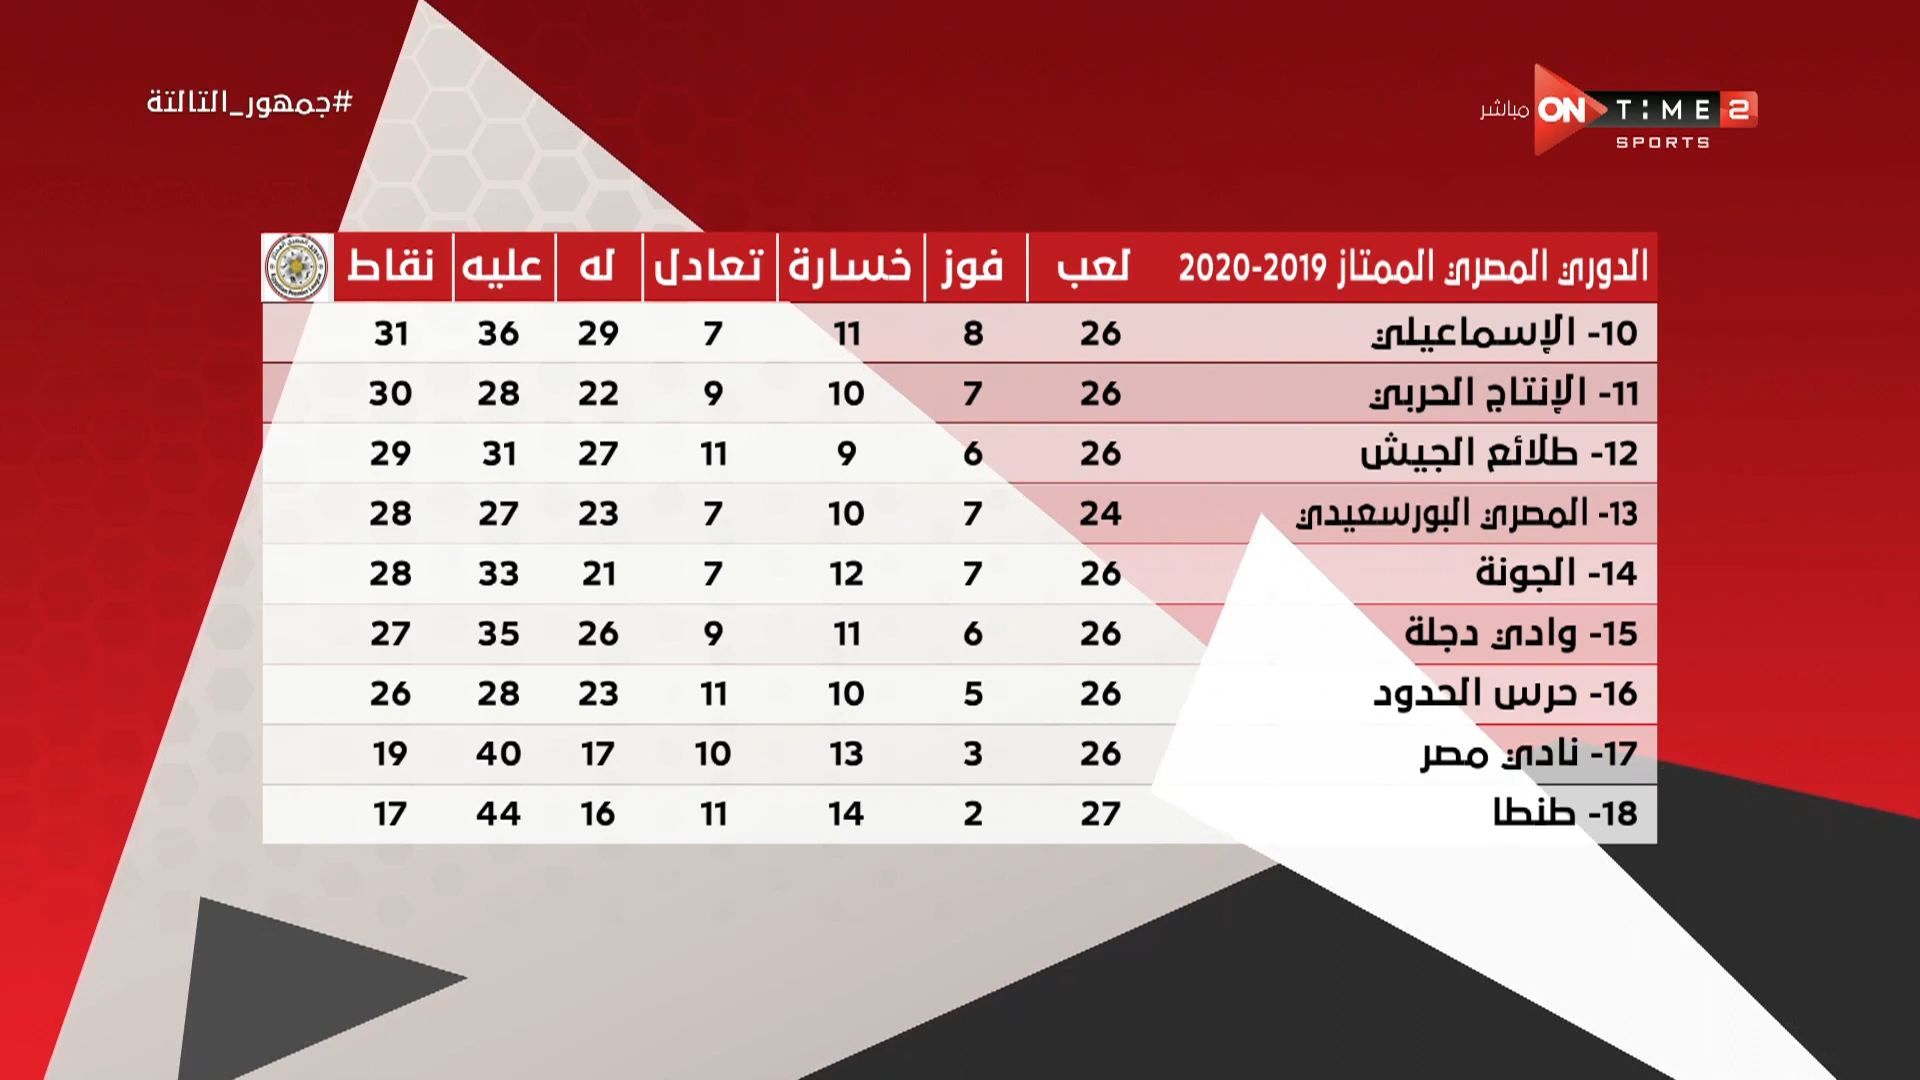 #جمهور_التالتة
مباشر ON TIME 2
SPORTS
الدوري المصري الممتاز 2019-2020 لعب فوز خسارة تعادل له عليه نقاط
10- الإسماعيلي 26 8 11 7 29 36 31
11- الإنتاج الحربي 26 7 10 9 22 28 30
12- طلائع الجيش 26 6 9 11 27 31 29
13- المصري البورسعيدي 24 7 10 7 23 27 28
14- الجونة 26 7 12 7 21 33 28
15- وادي دجلة 26 6 11 9 26 35 27
16- حرس الحدود 26 5 10 11 23 28 26
17- نادي مصر 26 3 13 10 17 40 19
18- طنطا 27 2 14 11 16 44 17